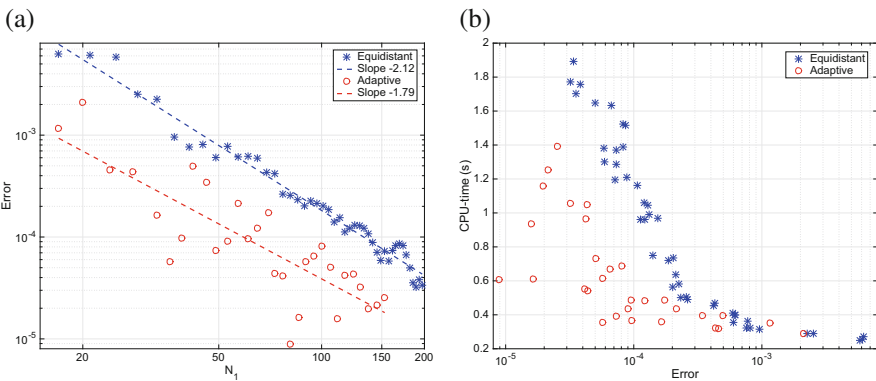 (a)
Equidistant
Slope -2.12
Adaptive
Slope -1.79
10^-3
10^-4
10^-5
Error
20
50
100
150
200
N_1
(b)
Equidistant
Adaptive
2
1.8
1.6
1.4
1.2
1
0.8
0.6
0.4
0.2
CPU-time (s)
10^-5
10^-4
10^-3
Error